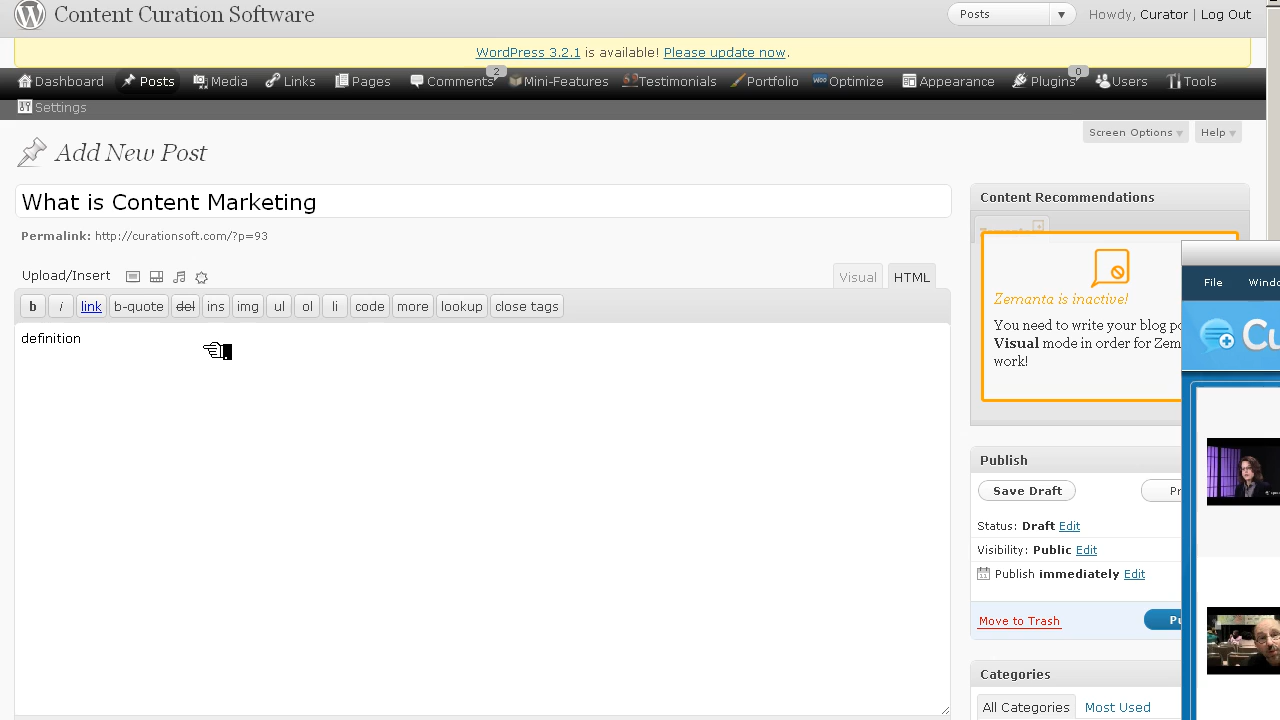 Content Curation Software
Posts
Howdy, Curator | Log Out
WordPress 3.2.1 is available! Please update now.
Dashboard Posts Media Links Pages Comments 2 Mini-Features Testimonials Portfolio Optimize Appearance Plugins 0 Users Tools
Settings
Screen Options Help
Add New Post
What is Content Marketing
Permalink: http://curationsoft.com/?p=93
Upload/Insert
Visual HTML
b i link b-quote del ins img ul ol li code more lookup close tags
definition
Content Recommendations
Zemanta is inactive!
You need to write your blog
Visual mode in order for
work!
Publish
Save Draft
Status: Draft Edit
Visibility: Public Edit
Publish immediately Edit
Move to Trash
Categories
All Categories Most Used
File